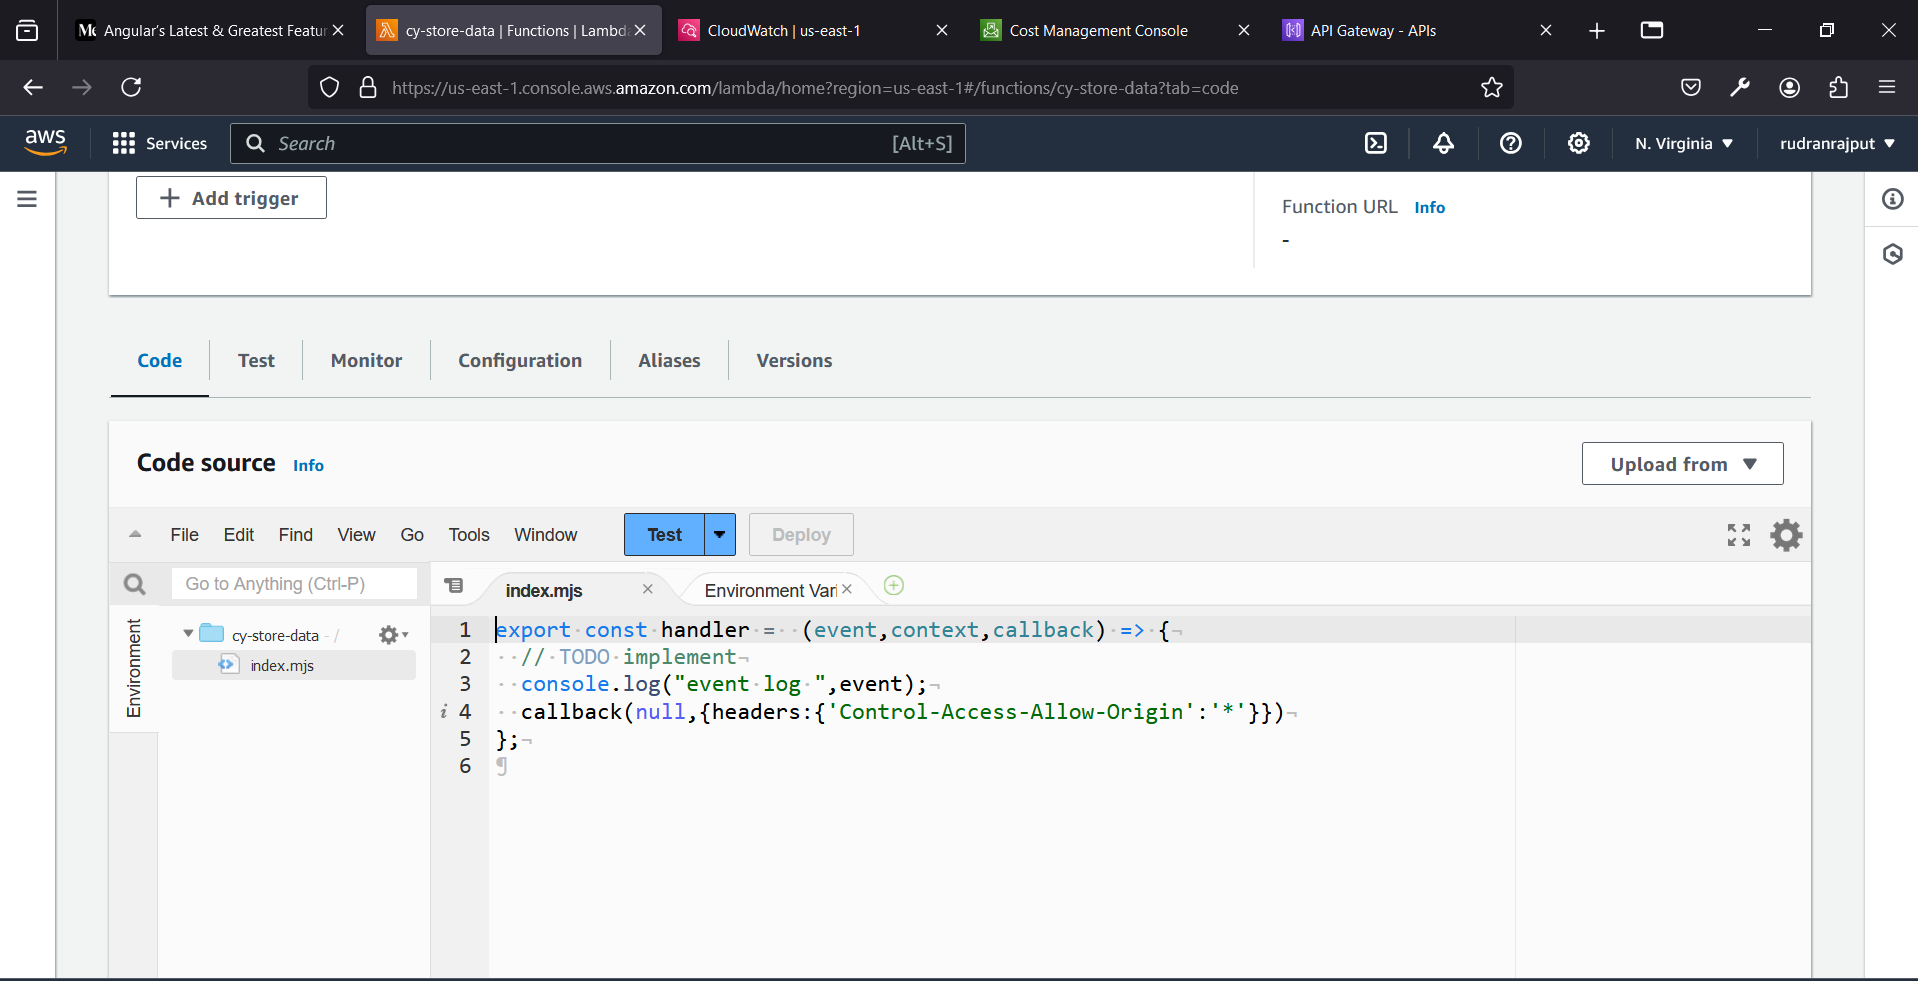 Angular's Latest & Greatest Featur
cy-store-data | Functions | Lambda
CloudWatch | us-east-1
Cost Management Console
API Gateway - APIs
https://us-east-1.console.aws.amazon.com/lambda/home?region=us-east-1#/functions/cy-store-data?tab=code
aws
Services
Search
[Alt+S]
N. Virginia
rudranrajput
Add trigger
Function URL Info
-
Code
Test
Monitor
Configuration
Aliases
Versions
Code source Info
Upload from
File Edit Find View Go Tools Window
Test
Deploy
Go to Anything (Ctrl-P)
index.mjs
Environment Vari
Environment
cy-store-data - /
index.mjs
1 export const handler =  (event,context,callback) => {
2   // TODO implement
3   console.log("event log ",event);
4   callback(null,{headers:{'Control-Access-Allow-Origin':'*'}})
5 };
6